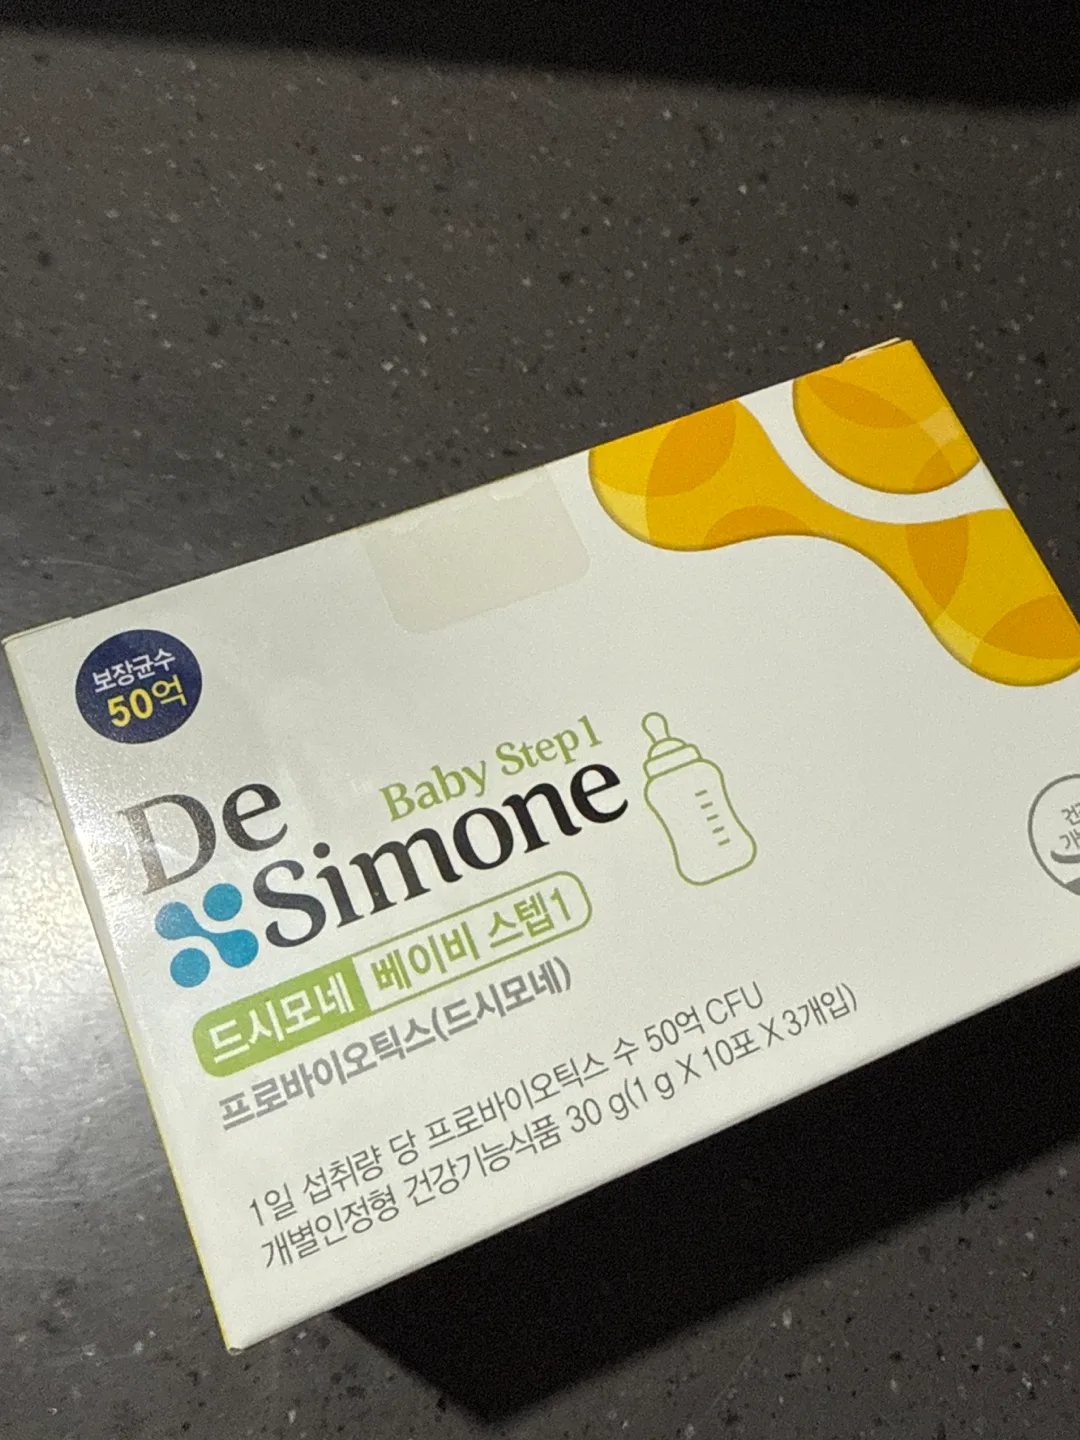 보장균수
50억
Baby Step1
De
Simone
드시모네 베이비 스텝1
프로바이오틱스(드시모네)
1일 섭취량 당 프로바이오틱스 수 50억 CFU
개별인정형 건강기능식품 30 g(1 g X 10포 X 3개입)